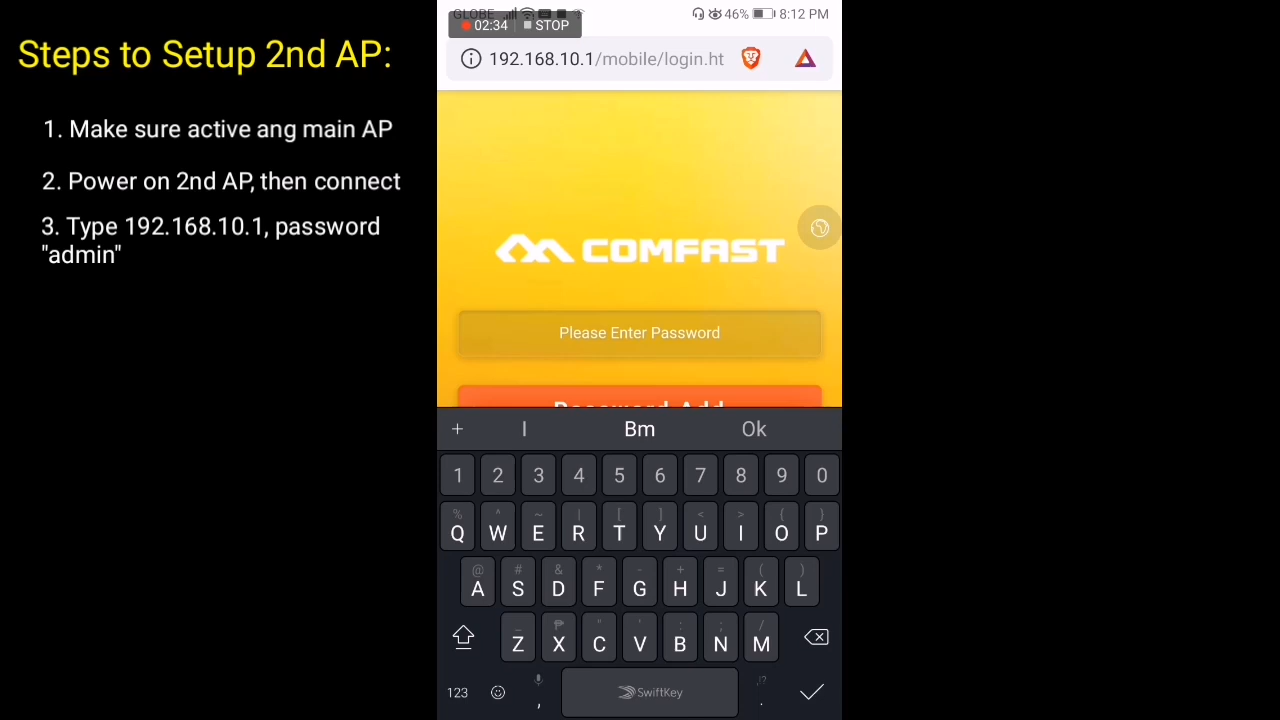 Steps to Setup 2nd AP:
1. Make sure active ang main AP
2. Power on 2nd AP, then connect
3. Type 192.168.10.1, password
"admin"
GLOBE
46%
8:12 PM
02:34
STOP
192.168.10.1/mobile/login.ht
COMFAST
Please Enter Password
Password Add
+ I Bm Ok
1 2 3 4 5 6 7 8 9 0
% ^ ~ | [ ] < > { }
Q W E R T Y U I O P
@ # & * - + = ( )
A S D F G H J K L
_ ₱ " ' : ; /
Z X C V B N M
123 , SwiftKey .
,!?